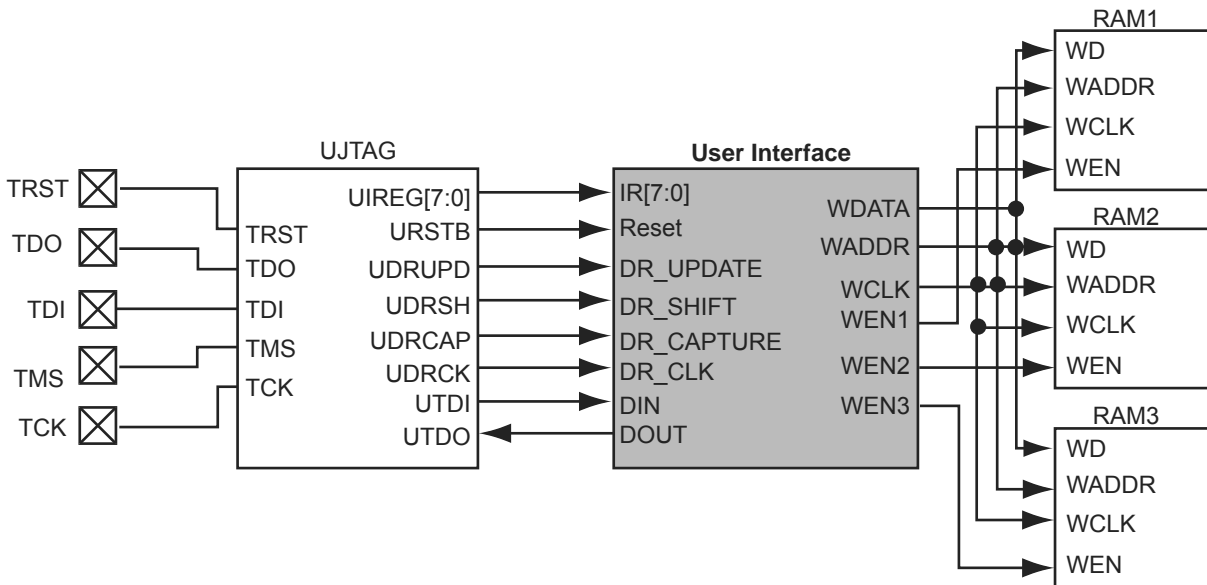 TRST
TDO
TDI
TMS
TCK
UJTAG
TRST
TDO
TDI
TMS
TCK
UIREG[7:0]
URSTB
UDRUPD
UDRSH
UDRCAP
UDRCK
UTDI
UTDO
User Interface
IR[7:0]
Reset
DR_UPDATE
DR_SHIFT
DR_CAPTURE
DR_CLK
DIN
DOUT
WDATA
WADDR
WCLK
WEN1
WEN2
WEN3
RAM1
WD
WADDR
WCLK
WEN
RAM2
WD
WADDR
WCLK
WEN
RAM3
WD
WADDR
WCLK
WEN